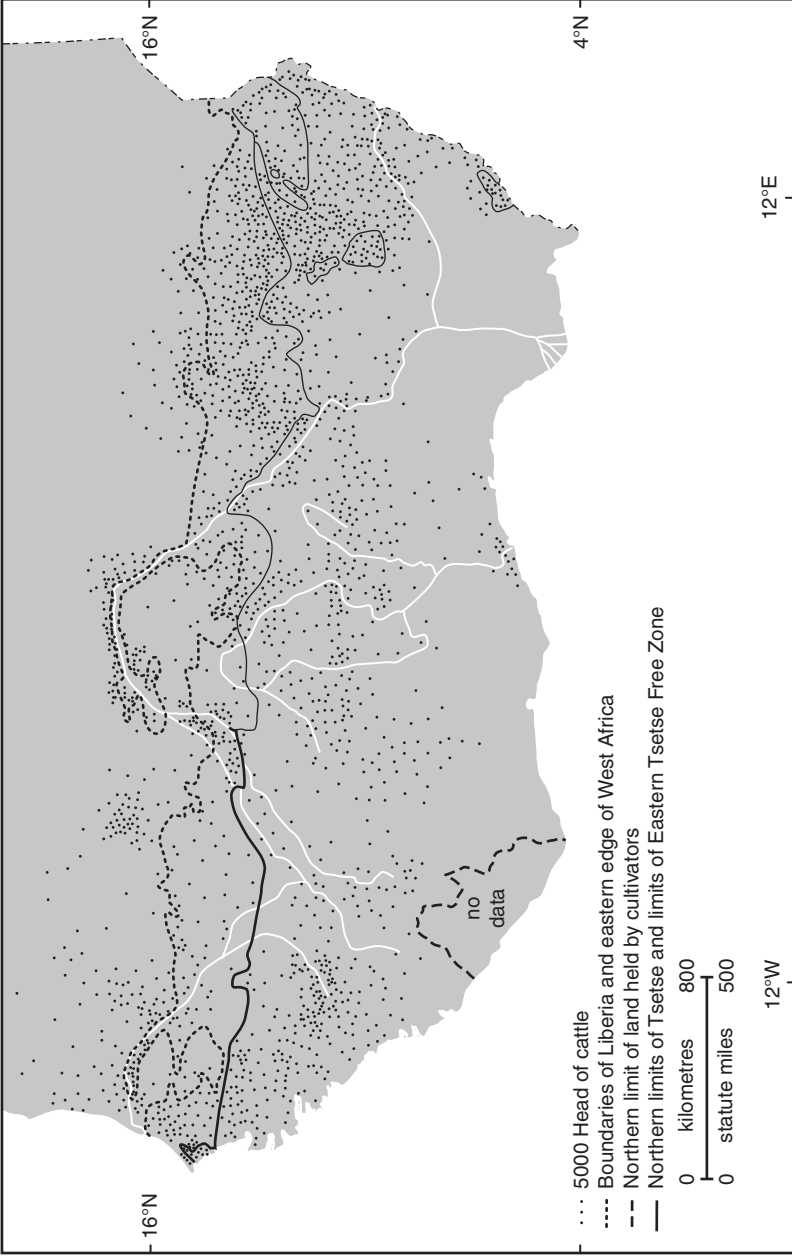 16°N
16°N
4°N
no
data
5000 Head of cattle
Boundaries of Liberia and eastern edge of West Africa
Northern limit of land held by cultivators
Northern limits of Tsetse and limits of Eastern Tsetse Free Zone
0 kilometres 800
0 statute miles 500
12°W
12°E